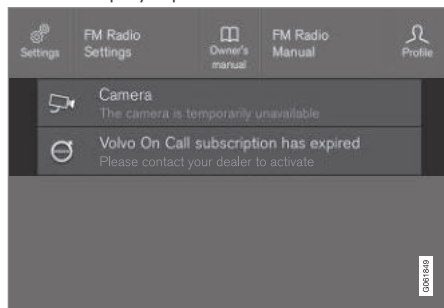 Settings
FM Radio
Settings
Owner's
manual
FM Radio
Manual
Profile
Camera
The camera is temporarily unavailable
Volvo On Call subscription has expired
Please contact your dealer to activate
G061849